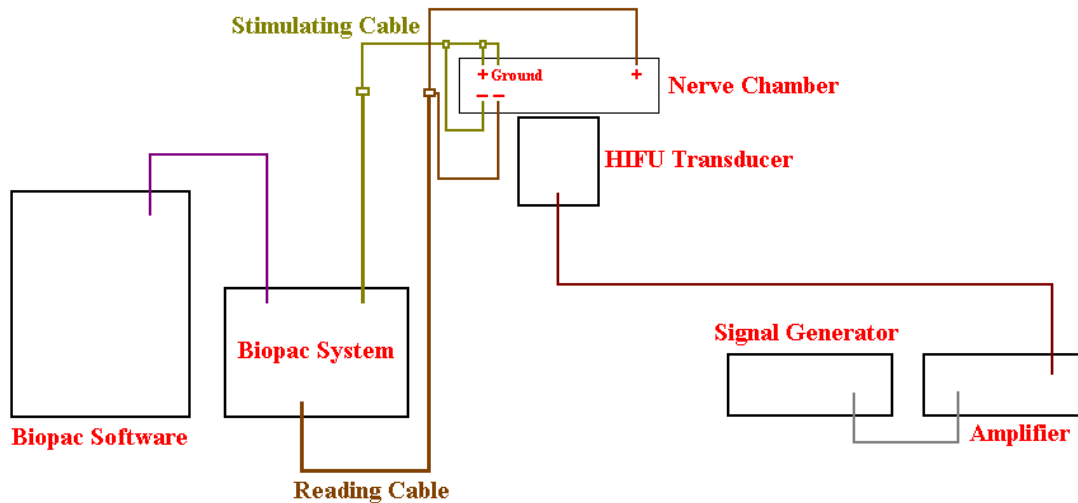 Stimulating Cable
+ Ground +
− −
Nerve Chamber
HIFU Transducer
Signal Generator
Biopac System
Biopac Software
Amplifier
Reading Cable